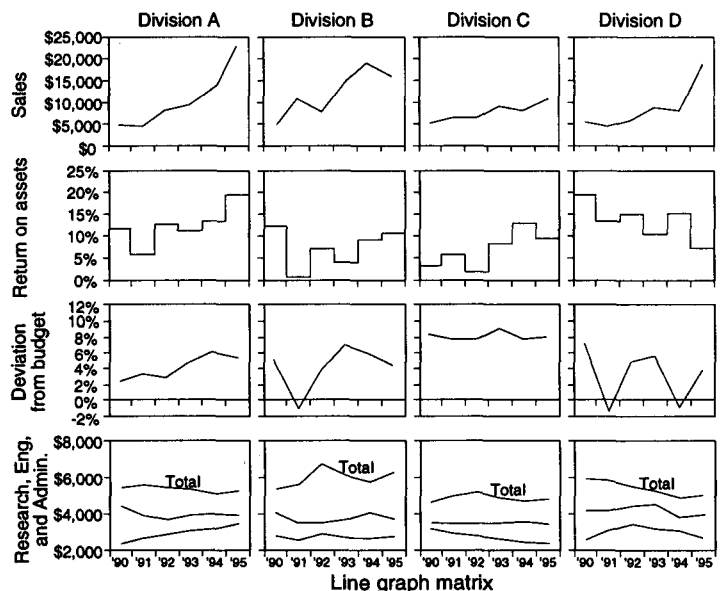 Division A Division B Division C Division D
Sales
$25,000
$20,000
$15,000
$10,000
$5,000
$0
Return on assets
25%
20%
15%
10%
5%
0%
Deviation
from budget
12%
10%
8%
6%
4%
2%
0%
-2%
Research, Eng,
and Admin.
$8,000
$6,000
$4,000
$2,000
Total Total Total Total
'90 '91 '92 '93 '94 '95 '90 '91 '92 '93 '94 '95 '90 '91 '92 '93 '94 '95 '90 '91 '92 '93 '94 '95
Line graph matrix